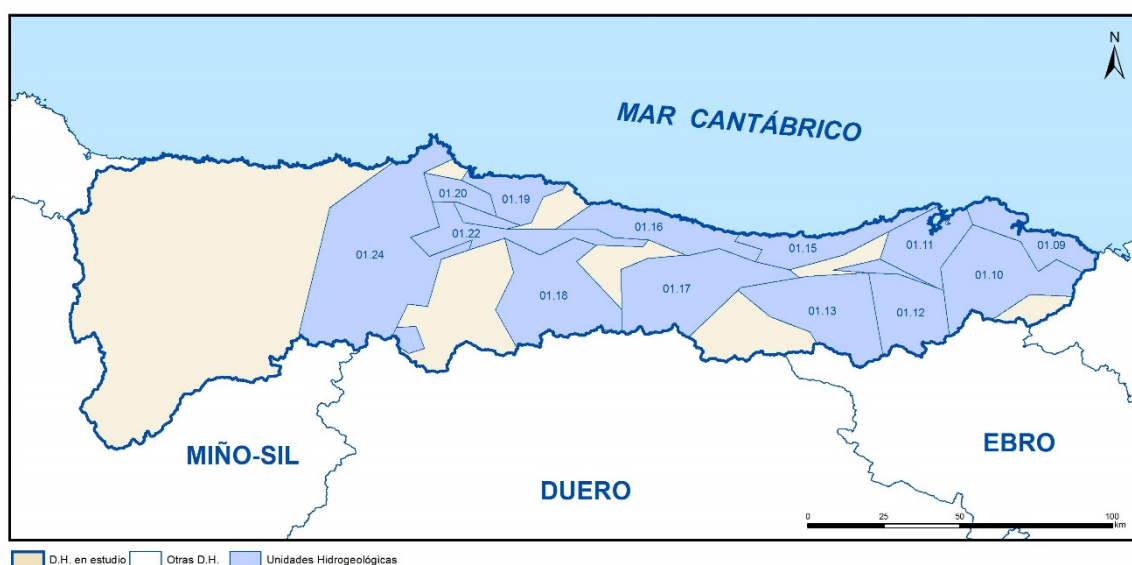 N
MAR CANTÁBRICO
01.20
01.19
01.22
01.16
01.24
01.15
01.11
01.09
01.10
01.18
01.17
01.13
01.12
MIÑO-SIL
DUERO
EBRO
0 25 50 100
km
D.H. en estudio Otras D.H. Unidades Hidrogeológicas